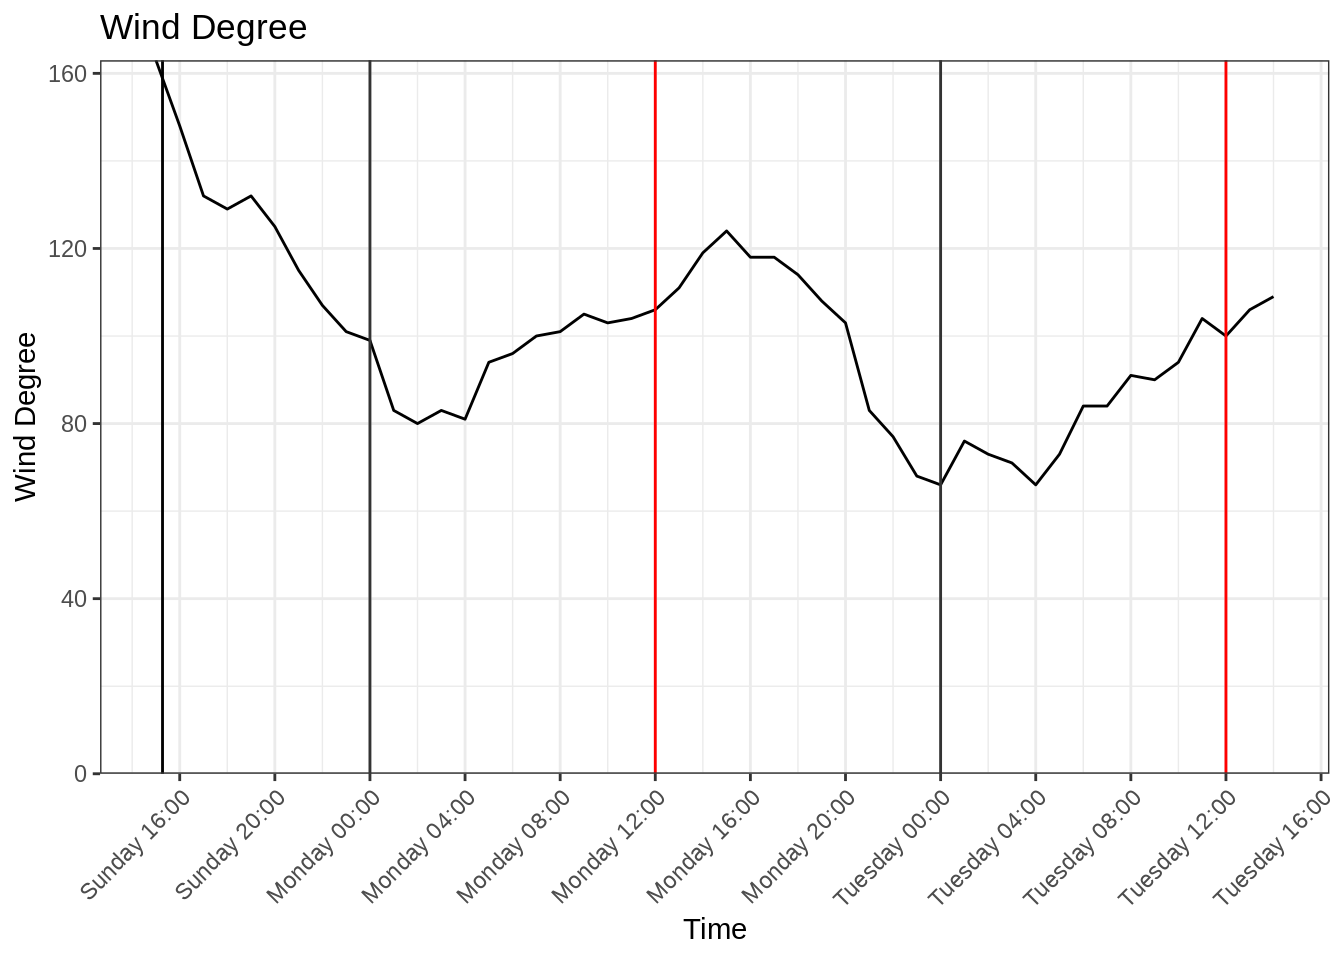 Wind Degree
160
120
80
40
0
Wind Degree
Sunday 16:00
Sunday 20:00
Monday 00:00
Monday 04:00
Monday 08:00
Monday 12:00
Monday 16:00
Monday 20:00
Tuesday 00:00
Tuesday 04:00
Tuesday 08:00
Tuesday 12:00
Tuesday 16:00
Time